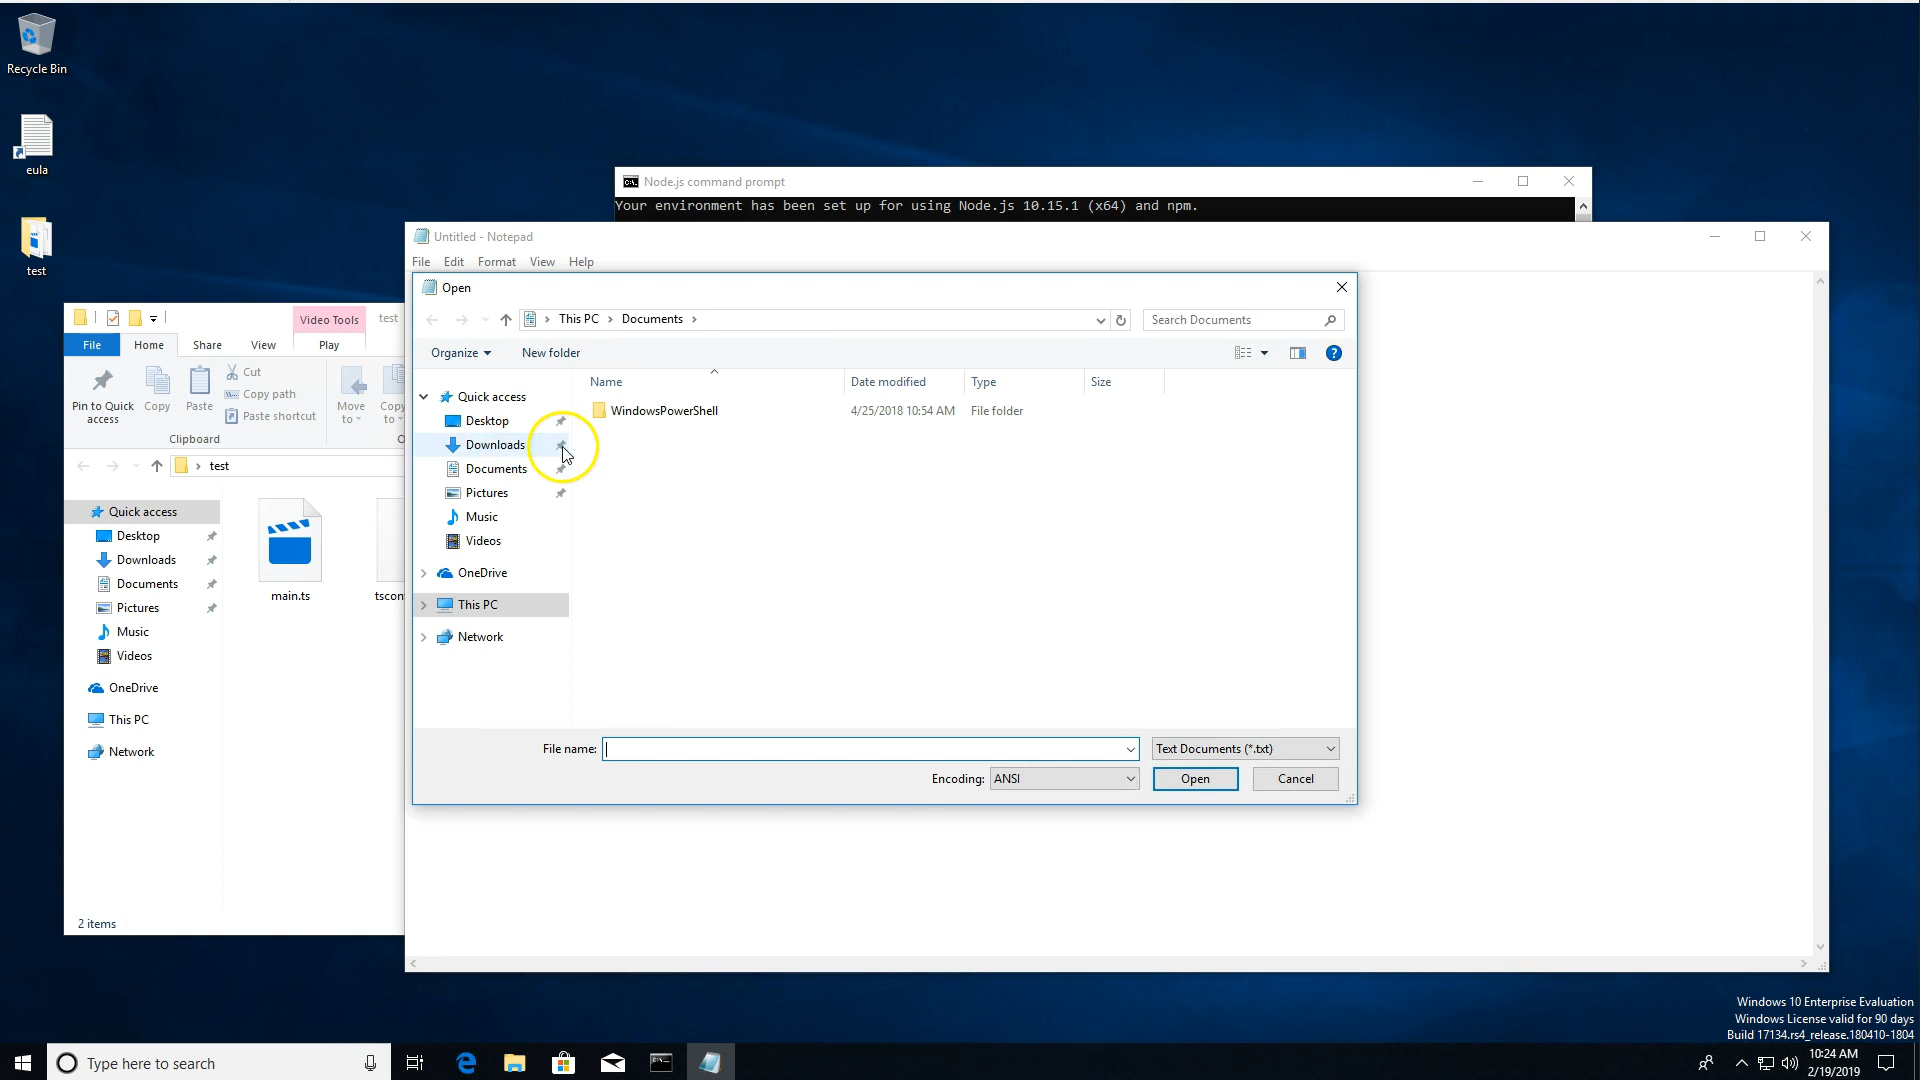 Recycle Bin
eula
test
Node.js command prompt
Your environment has been set up for using Node.js 10.15.1 (x64) and npm.
Untitled - Notepad
File Edit Format View Help
Open
This PC > Documents >
Search Documents
Organize New folder
Name Date modified Type Size
WindowsPowerShell 4/25/2018 10:54 AM File folder
Quick access
Desktop
Downloads
Documents
Pictures
Music
Videos
OneDrive
This PC
Network
File name: Text Documents (*.txt)
Encoding: ANSI Open Cancel
Video Tools test
File Home Share View Play
Pin to Quick access
Copy
Paste
Cut
Copy path
Paste shortcut
Move to
Copy to
Clipboard
test
Quick access
Desktop
Downloads
Documents
Pictures
Music
Videos
OneDrive
This PC
Network
main.ts
tscon
2 items
Windows 10 Enterprise Evaluation
Windows License valid for 90 days
Build 17134.rs4_release.180410-1804
Type here to search
10:24 AM
2/19/2019